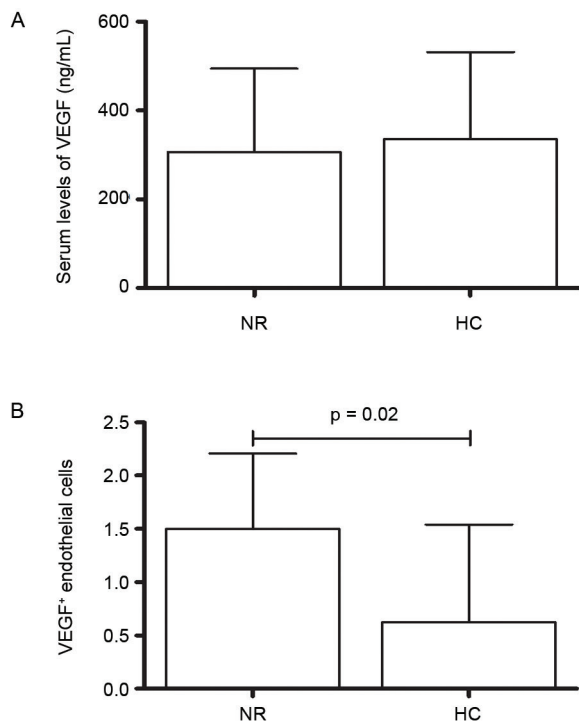 A
Serum levels of VEGF (ng/mL)
600
400
200
0
NR HC
B
VEGF⁺ endothelial cells
p = 0.02
2.5
2.0
1.5
1.0
0.5
0.0
NR HC